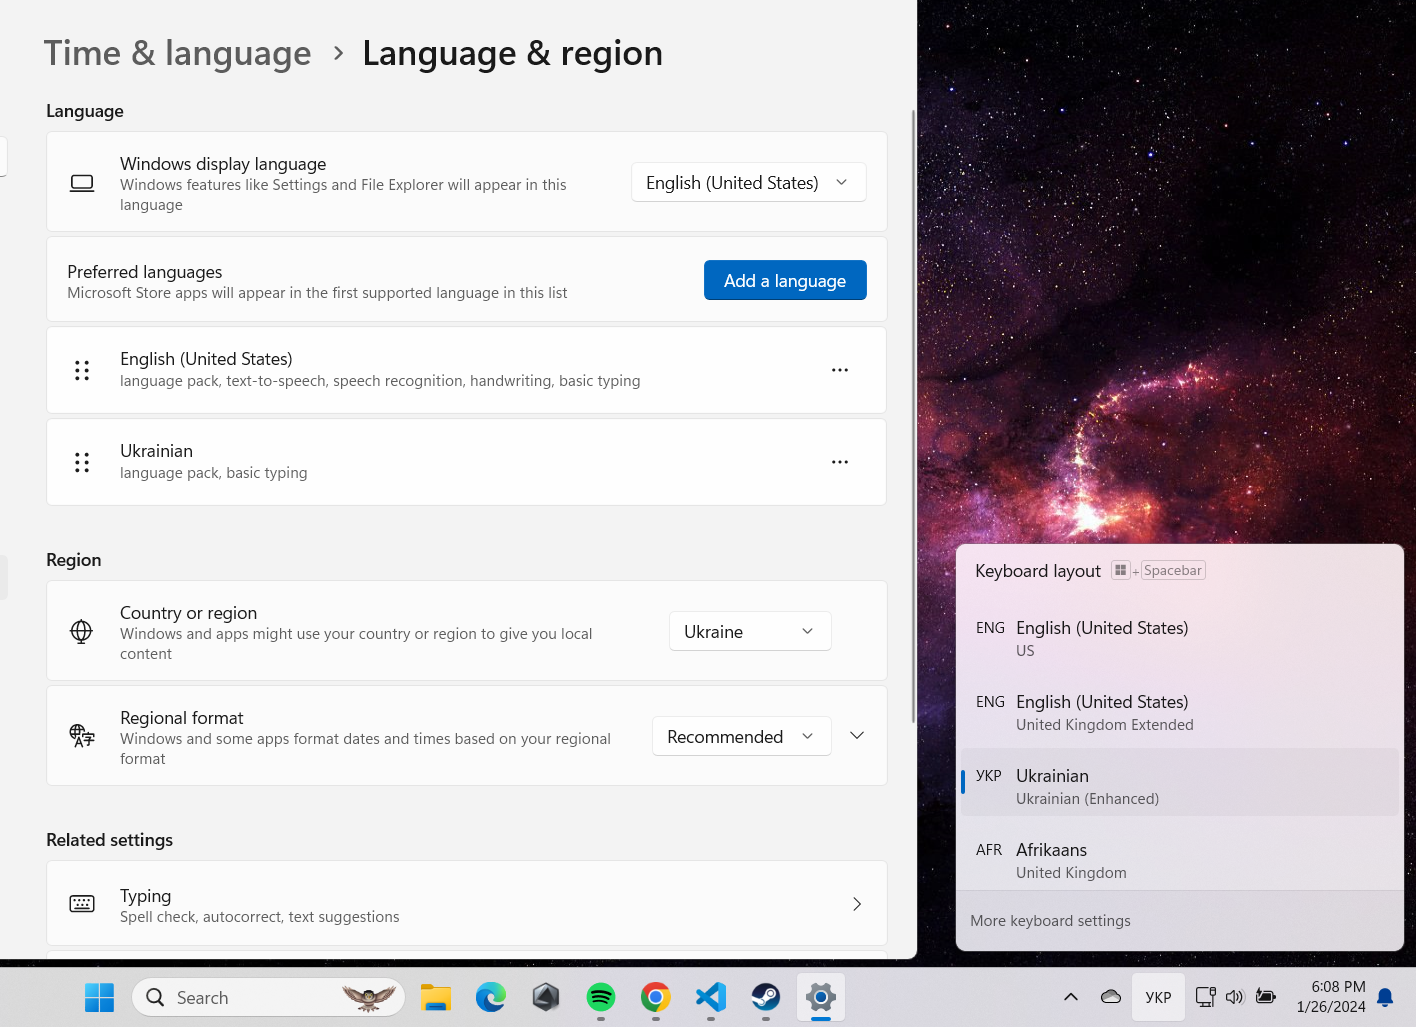 Time & language > Language & region
Language
Windows display language
Windows features like Settings and File Explorer will appear in this
language
English (United States)
Preferred languages
Microsoft Store apps will appear in the first supported language in this list
Add a language
English (United States)
language pack, text-to-speech, speech recognition, handwriting, basic typing
Ukrainian
language pack, basic typing
Region
Country or region
Windows and apps might use your country or region to give you local
content
Ukraine
Regional format
Windows and some apps format dates and times based on your regional
format
Recommended
Related settings
Typing
Spell check, autocorrect, text suggestions
Keyboard layout + Spacebar
ENG English (United States)
US
ENG English (United States)
United Kingdom Extended
УКР Ukrainian
Ukrainian (Enhanced)
AFR Afrikaans
United Kingdom
More keyboard settings
Search
УКР
6:08 PM
1/26/2024